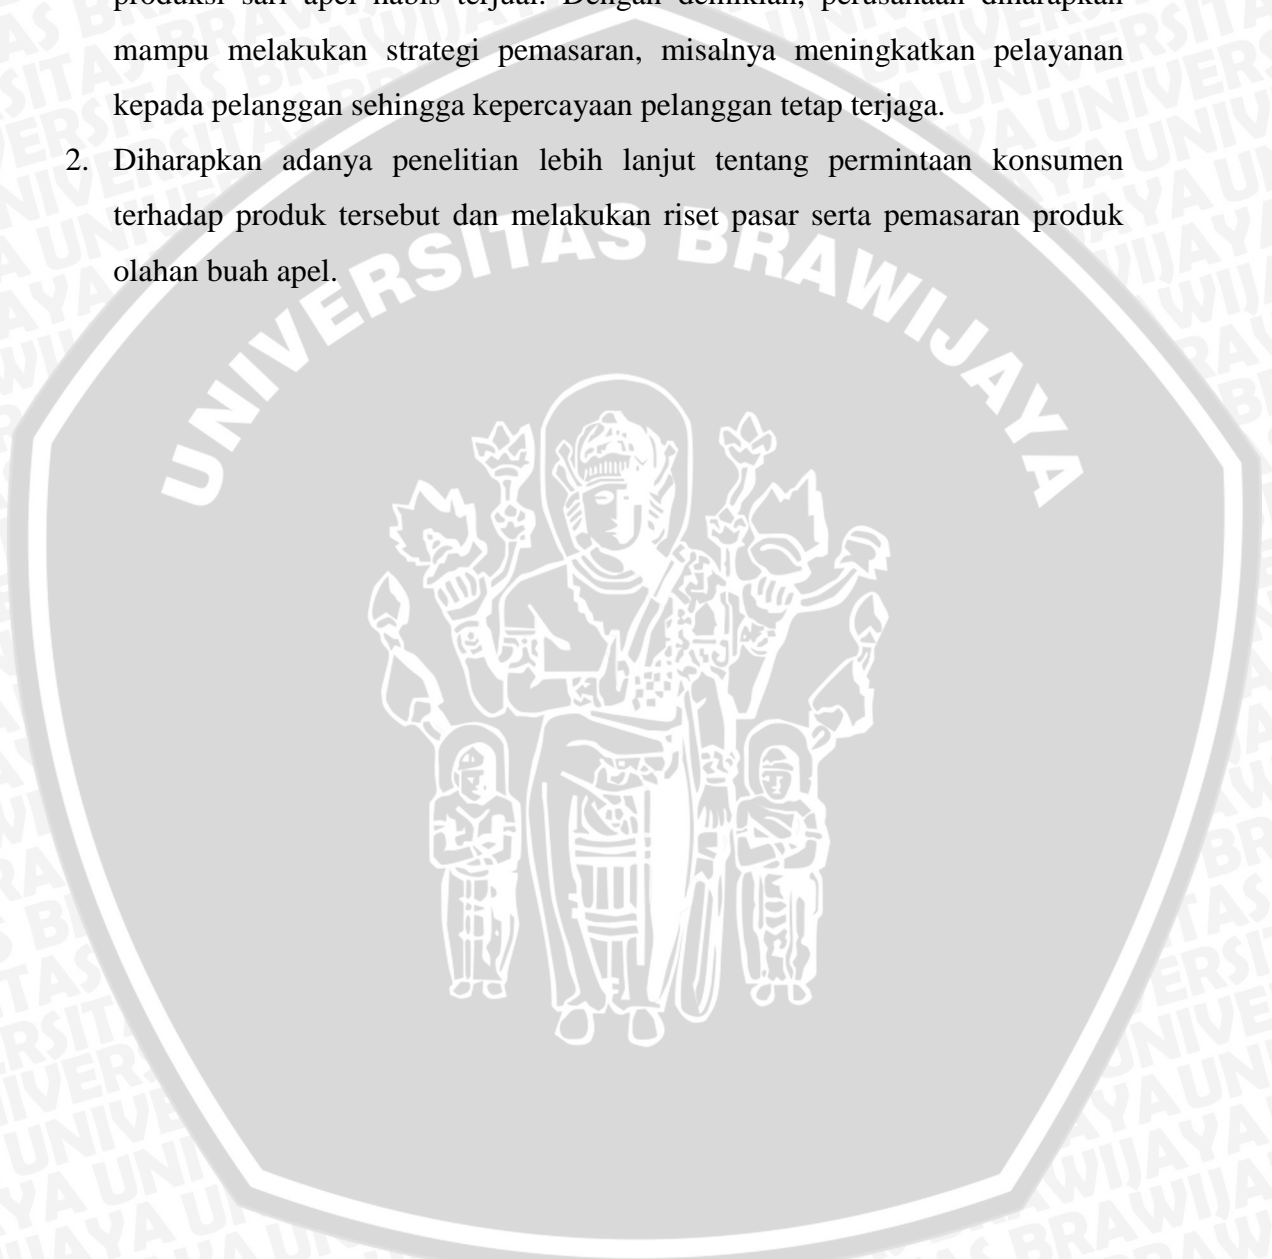 produksi sari apel habis terjual. Dengan demikian, perusahaan diharapkan
mampu melakukan strategi pemasaran, misalnya meningkatkan pelayanan
kepada pelanggan sehingga kepercayaan pelanggan tetap terjaga.
2. Diharapkan adanya penelitian lebih lanjut tentang permintaan konsumen
terhadap produk tersebut dan melakukan riset pasar serta pemasaran produk
olahan buah apel.
UNIVERSITAS BRAWIJAYA